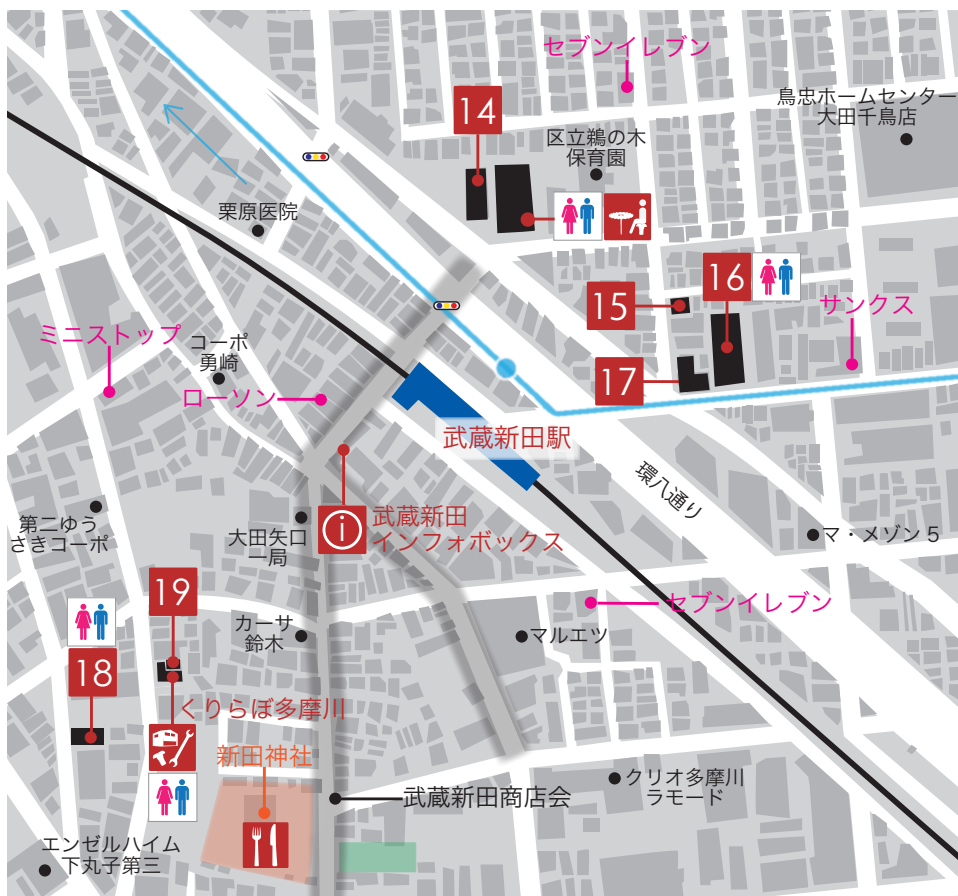 セブンイレブン
鳥忠ホームセンター
大田千鳥店
14
区立鵜の木
保育園
栗原医院
16
15
サンクス
ミニストップ
コーポ
勇崎
17
ローソン
武蔵新田駅
環八通り
第二ゆう
さきコーポ
大田矢口
一局
i
武蔵新田
インフォボックス
マ・メゾン 5
19
セブンイレブン
カーサ
鈴木
マルエツ
18
くりらぼ多摩川
新田神社
クリオ多摩川
ラモード
武蔵新田商店会
エンゼルハイム
下丸子第三